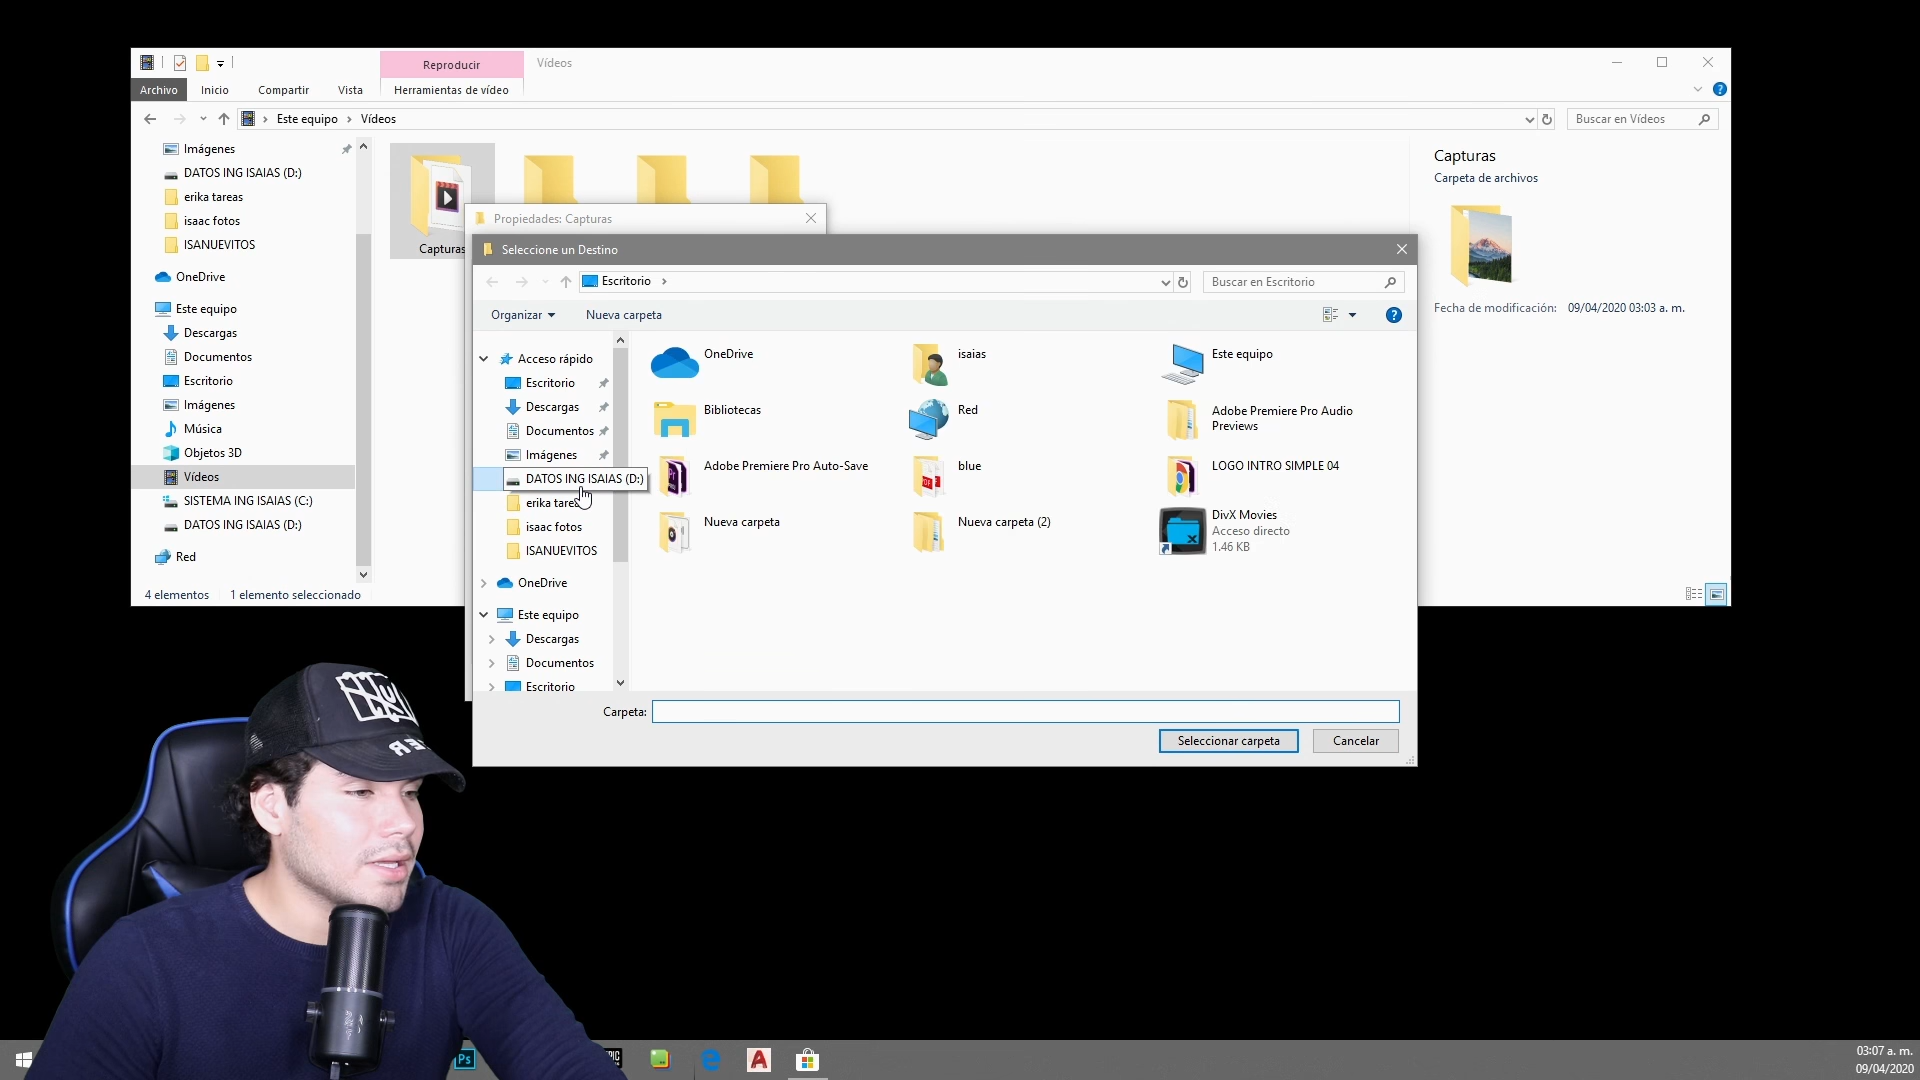 Reproducir
Vídeos
Archivo
Inicio
Compartir
Vista
Herramientas de vídeo
Este equipo
Vídeos
Buscar en Vídeos
Imágenes
DATOS ING ISAIAS (D:)
erika tareas
isaac fotos
ISANUEVITOS
OneDrive
Este equipo
Descargas
Documentos
Escritorio
Imágenes
Música
Objetos 3D
Vídeos
SISTEMA ING ISAIAS (C:)
DATOS ING ISAIAS (D:)
Red
4 elementos
1 elemento seleccionado
Capturas
Capturas
Carpeta de archivos
Fecha de modificación: 09/04/2020 03:03 a. m.
Propiedades: Capturas
Seleccione un Destino
Escritorio
Buscar en Escritorio
Organizar
Nueva carpeta
Acceso rápido
Escritorio
Descargas
Documentos
Imágenes
DATOS ING ISAIAS (D:)
erika tarea
isaac fotos
ISANUEVITOS
OneDrive
Este equipo
Descargas
Documentos
Escritorio
OneDrive
isaias
Este equipo
Bibliotecas
Red
Adobe Premiere Pro Audio
Previews
Adobe Premiere Pro Auto-Save
blue
LOGO INTRO SIMPLE 04
Nueva carpeta
Nueva carpeta (2)
DivX Movies
Acceso directo
1.46 KB
Carpeta:
Seleccionar carpeta
Cancelar
Ps
03:07 a. m.
09/04/2020